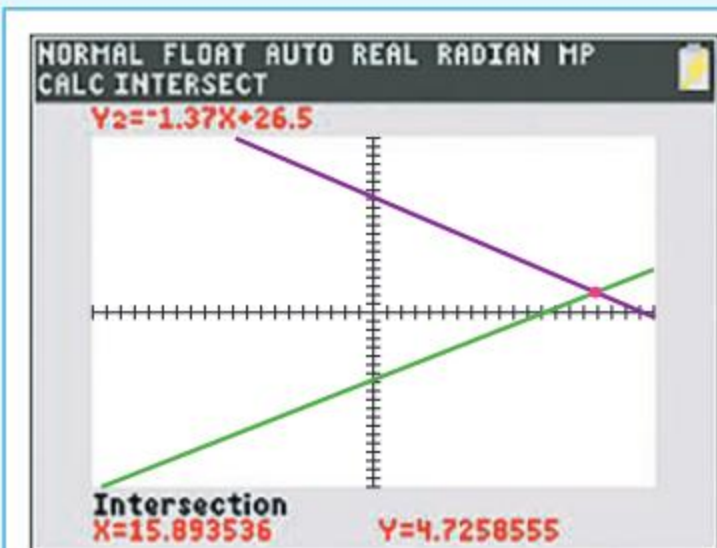 NORMAL FLOAT AUTO REAL RADIAN MP
CALC INTERSECT
Y2=-1.37X+26.5
Intersection
X=15.893536 Y=4.7258555